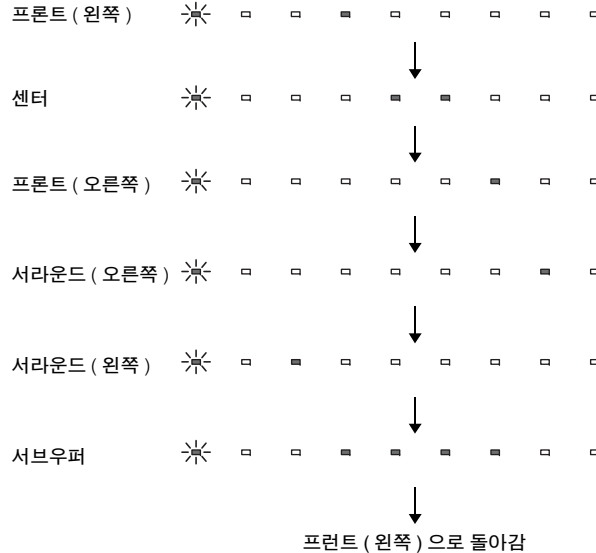 프론트 ( 왼쪽 )
센터
프론트 ( 오른쪽 )
서라운드 ( 오른쪽 )
서라운드 ( 왼쪽 )
서브우퍼
프런트 ( 왼쪽 ) 으로 돌아감